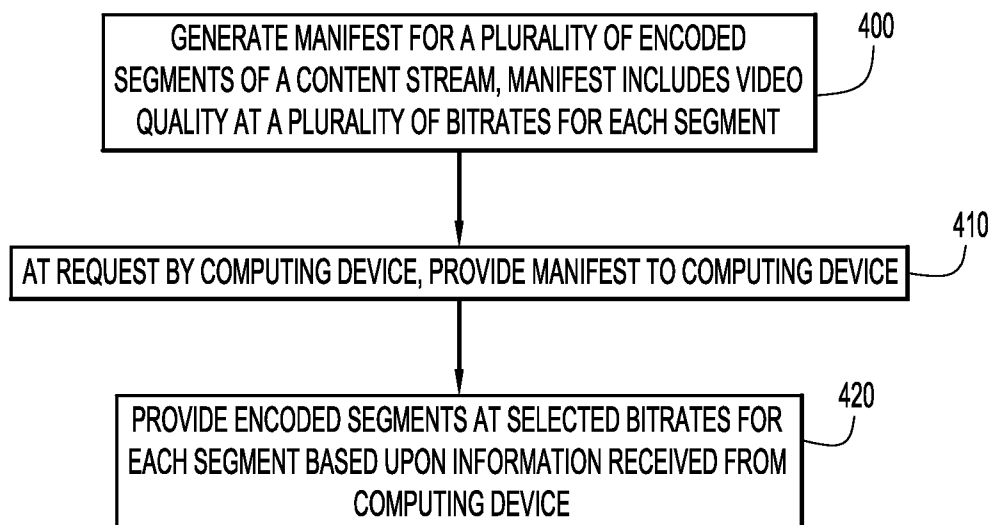 GENERATE MANIFEST FOR A PLURALITY OF ENCODED
SEGMENTS OF A CONTENT STREAM, MANIFEST INCLUDES VIDEO
QUALITY AT A PLURALITY OF BITRATES FOR EACH SEGMENT
400
AT REQUEST BY COMPUTING DEVICE, PROVIDE MANIFEST TO COMPUTING DEVICE
410
PROVIDE ENCODED SEGMENTS AT SELECTED BITRATES FOR
EACH SEGMENT BASED UPON INFORMATION RECEIVED FROM
COMPUTING DEVICE
420